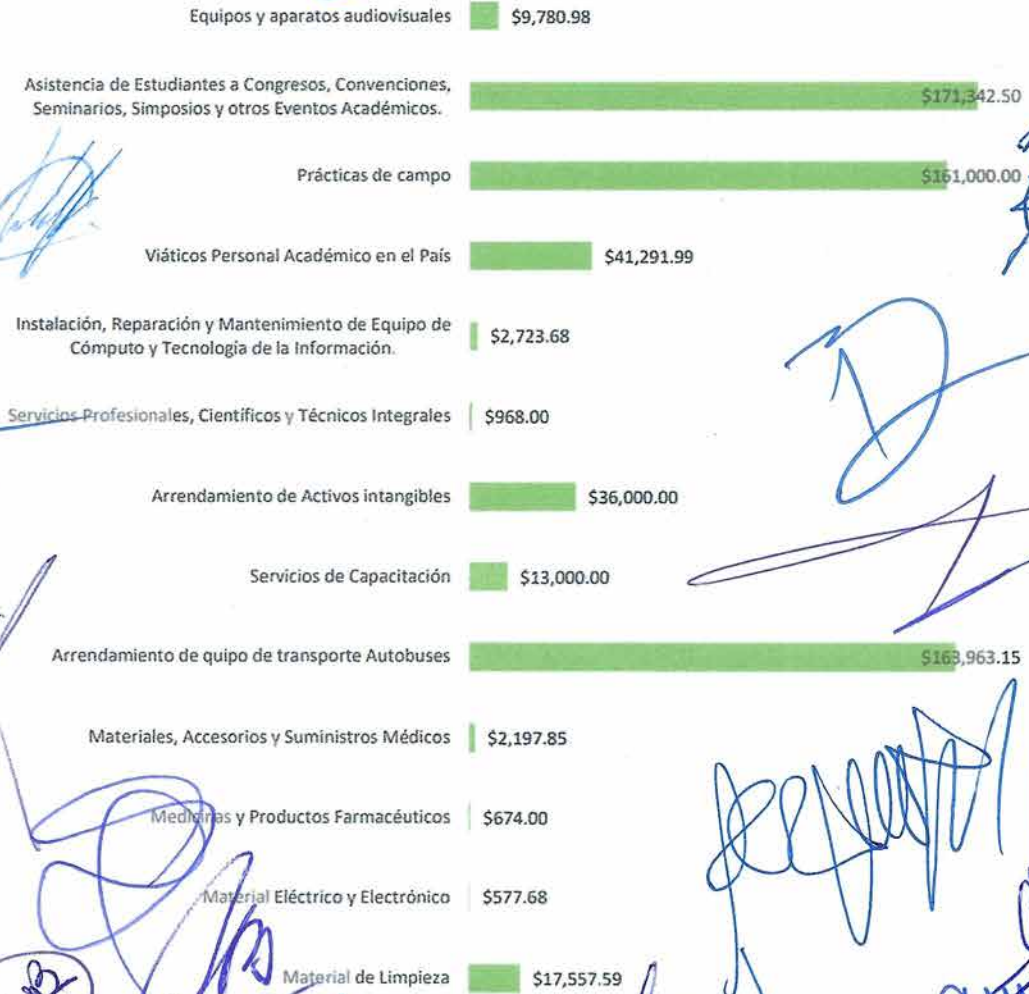 Equipos y aparatos audiovisuales $9,780.98
Asistencia de Estudiantes a Congresos, Convenciones,
Seminarios, Simposios y otros Eventos Académicos. $171,342.50
Prácticas de campo $161,000.00
Viáticos Personal Académico en el País $41,291.99
Instalación, Reparación y Mantenimiento de Equipo de
Cómputo y Tecnología de la Información. $2,723.68
Servicios Profesionales, Científicos y Técnicos Integrales $968.00
Arrendamiento de Activos intangibles $36,000.00
Servicios de Capacitación $13,000.00
Arrendamiento de quipo de transporte Autobuses $163,963.15
Materiales, Accesorios y Suministros Médicos $2,197.85
Medicinas y Productos Farmacéuticos $674.00
Material Eléctrico y Electrónico $577.68
Material de Limpieza $17,557.59